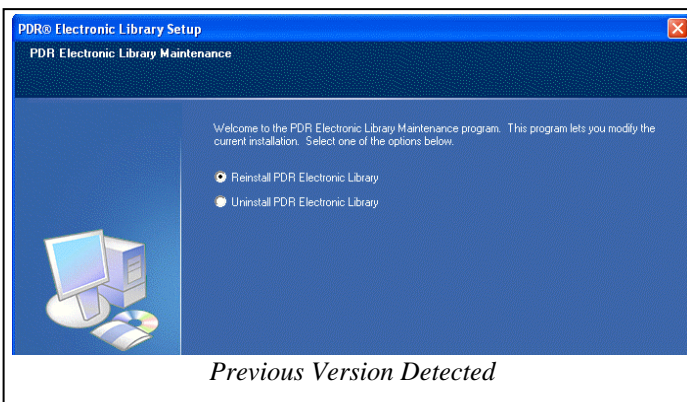 PDR® Electronic Library Setup
PDR Electronic Library Maintenance
Welcome to the PDR Electronic Library Maintenance program. This program lets you modify the
current installation. Select one of the options below.
Reinstall PDR Electronic Library
Uninstall PDR Electronic Library
Previous Version Detected